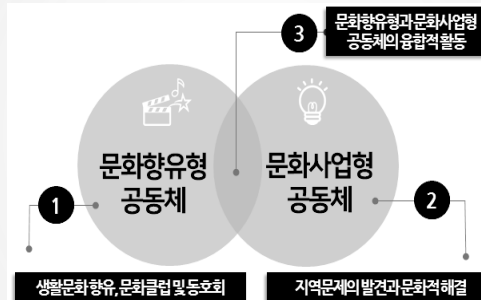 3
문화향유형과 문화사업형
공동체의 융합적 활동
문화향유형
공동체
문화사업형
공동체
1
2
생활문화 향유, 문화클럽 및 동호회
지역문제의 발견과 문화적 해결